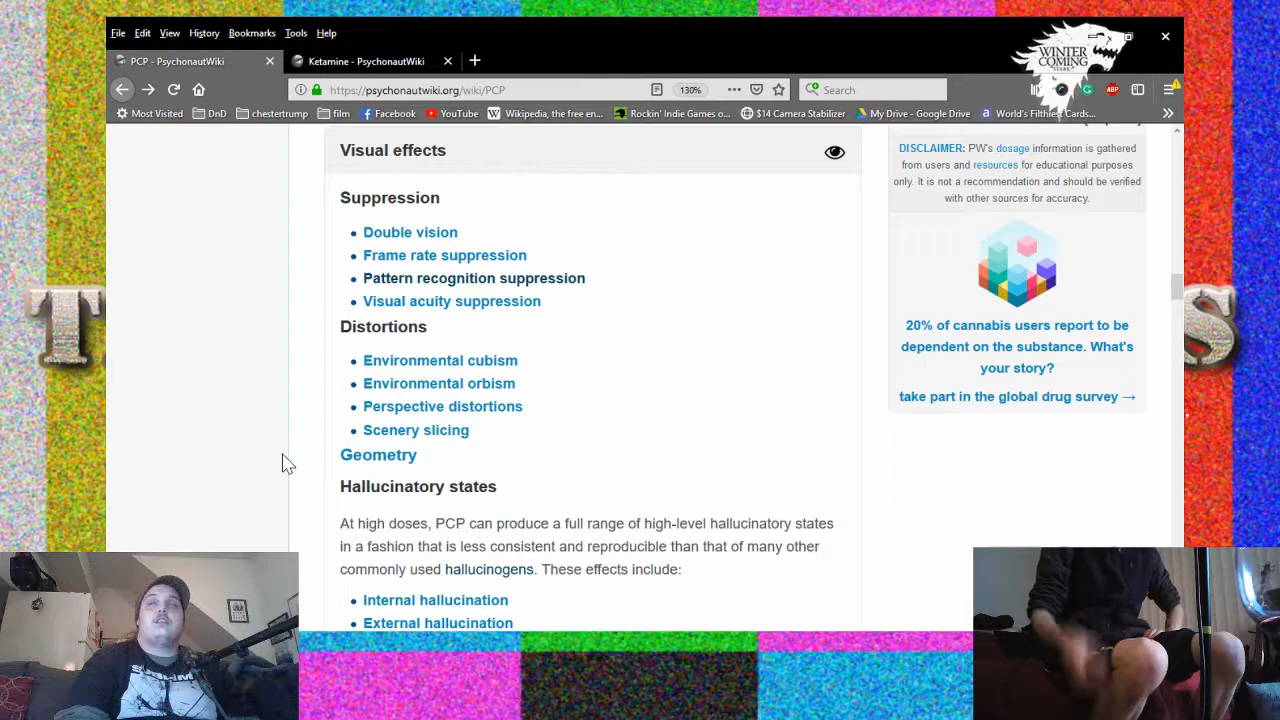 File Edit View History Bookmarks Tools Help
WINTER
COMING
STARK
PCP - PsychonautWiki
Ketamine - PsychonautWiki
https://psychonautwiki.org/wiki/PCP
130%
Search
Most Visited
DnD
chestertrump
film
Facebook
YouTube
Wikipedia, the free en...
Rockin' Indie Games o...
$14 Camera Stabilizer
My Drive - Google Drive
World's Filthiest Cards...
ABP
Visual effects
Suppression
Double vision
Frame rate suppression
Pattern recognition suppression
Visual acuity suppression
Distortions
Environmental cubism
Environmental orbism
Perspective distortions
Scenery slicing
Geometry
Hallucinatory states
At high doses, PCP can produce a full range of high-level hallucinatory states
in a fashion that is less consistent and reproducible than that of many other
commonly used hallucinogens. These effects include:
Internal hallucination
External hallucination
DISCLAIMER: PW's dosage information is gathered
from users and resources for educational purposes
only. It is not a recommendation and should be verified
with other sources for accuracy.
20% of cannabis users report to be
dependent on the substance. What's
your story?
take part in the global drug survey →
T
S